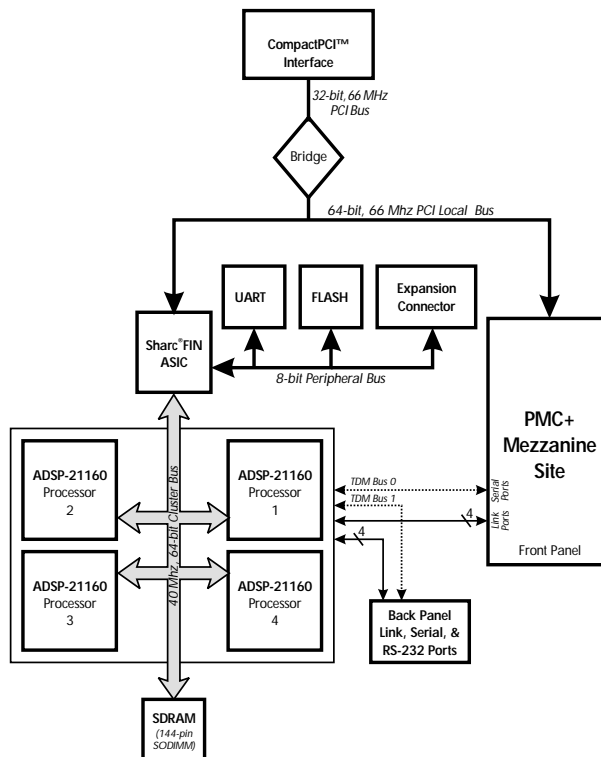 CompactPCI™
Interface
32-bit, 66 MHz
PCI Bus
Bridge
64-bit, 66 Mhz PCI Local Bus
UART
FLASH
Expansion
Connector
Sharc®FIN
ASIC
8-bit Peripheral Bus
PMC+
Mezzanine
Site
Serial
Ports
Link
Ports
Front Panel
ADSP-21160
Processor
2
ADSP-21160
Processor
1
ADSP-21160
Processor
3
ADSP-21160
Processor
4
40 Mhz, 64-bit Cluster Bus
TDM Bus 0
TDM Bus 1
4
4
Back Panel
Link, Serial, &
RS-232 Ports
SDRAM
(144-pin
SODIMM)